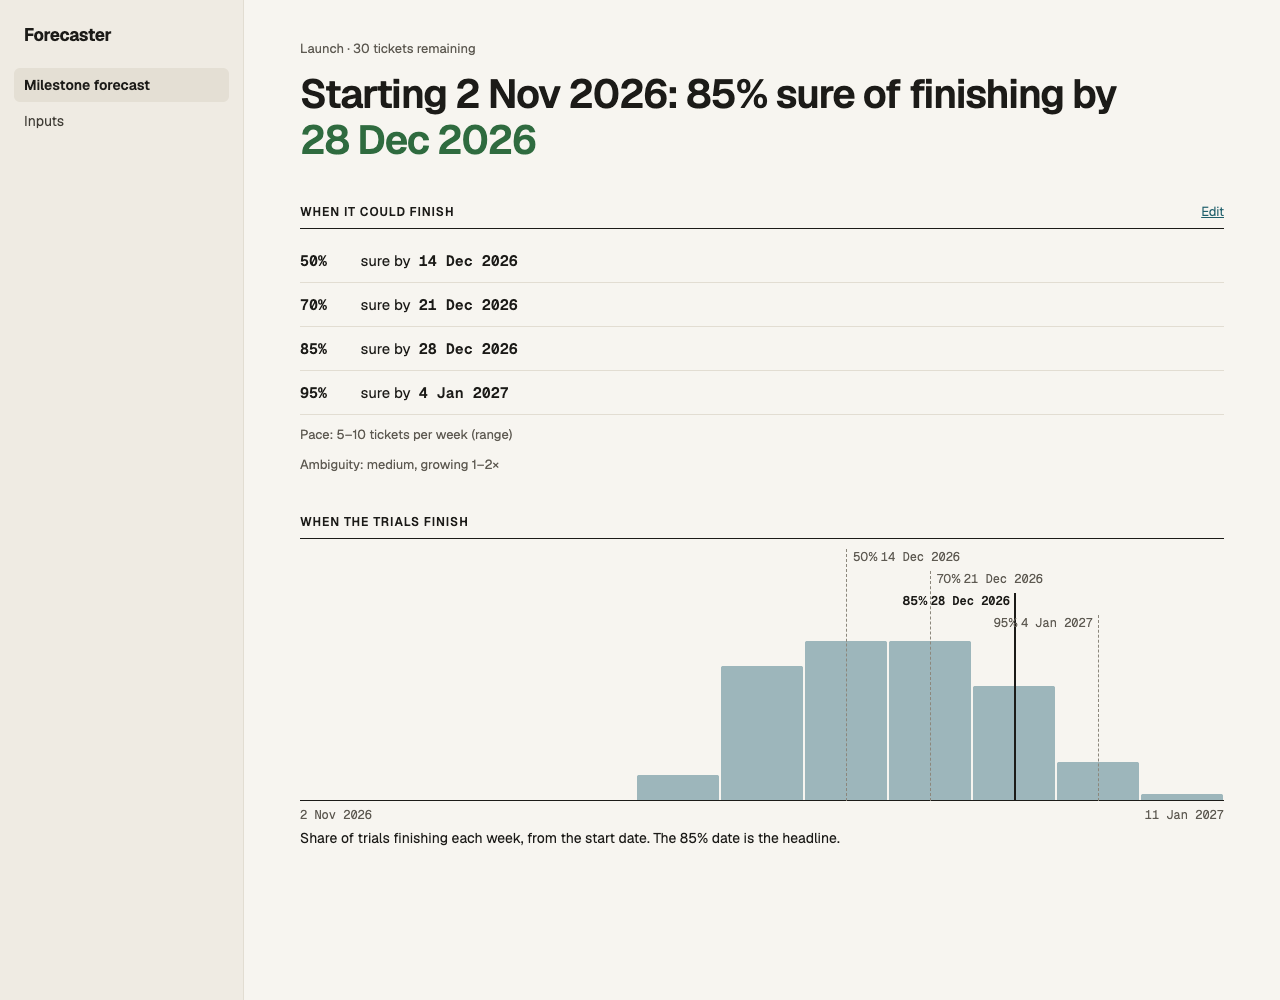 Forecaster
Milestone forecast
Inputs
Launch · 30 tickets remaining
Starting 2 Nov 2026: 85% sure of finishing by
28 Dec 2026
WHEN IT COULD FINISH
Edit
50% sure by 14 Dec 2026
70% sure by 21 Dec 2026
85% sure by 28 Dec 2026
95% sure by 4 Jan 2027
Pace: 5–10 tickets per week (range)
Ambiguity: medium, growing 1–2×
WHEN THE TRIALS FINISH
50% 14 Dec 2026
70% 21 Dec 2026
85% 28 Dec 2026
95% 4 Jan 2027
2 Nov 2026
11 Jan 2027
Share of trials finishing each week, from the start date. The 85% date is the headline.